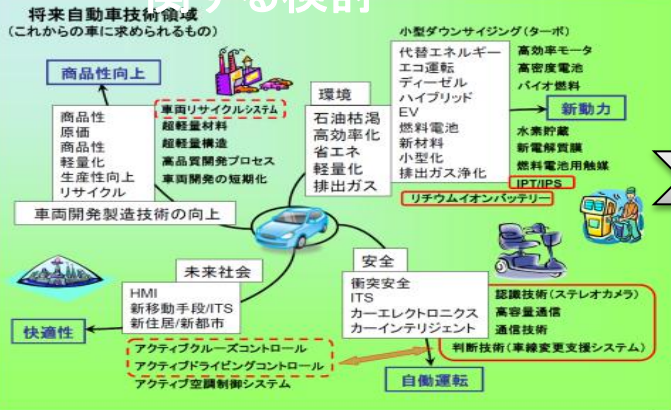 関する検討
将来自動車技術領域
(これからの車に求められるもの)
商品性向上
商品性
原価
商品性
軽量化
生産性向上
リサイクル
車両開発製造技術の向上
車両リサイクルシステム
超軽量材料
超軽量構造
高品質開発プロセス
車両開発の短期化
環境
石油枯渇
高効率化
省エネ
軽量化
排出ガス
小型ダウンサイジング(ターボ)
代替エネルギー
エコ運転
ディーゼル
ハイブリッド
EV
燃料電池
新材料
小型化
排出ガス浄化
高効率モータ
高密度電池
バイオ燃料
新動力
水素貯蔵
新電解質膜
燃料電池用触媒
IPT/IPS
リチウムイオンバッテリー
未来社会
HMI
新移動手段/ITS
新住居/新都市
快適性
アクティブクルーズコントロール
アクティブドライビングコントロール
アクティブ空調制御システム
安全
衝突安全
ITS
カーエレクトロニクス
カーインテリジェント
認識技術(ステレオカメラ)
高容量通信
通信技術
判断技術(車線変更支援システム)
自働運転